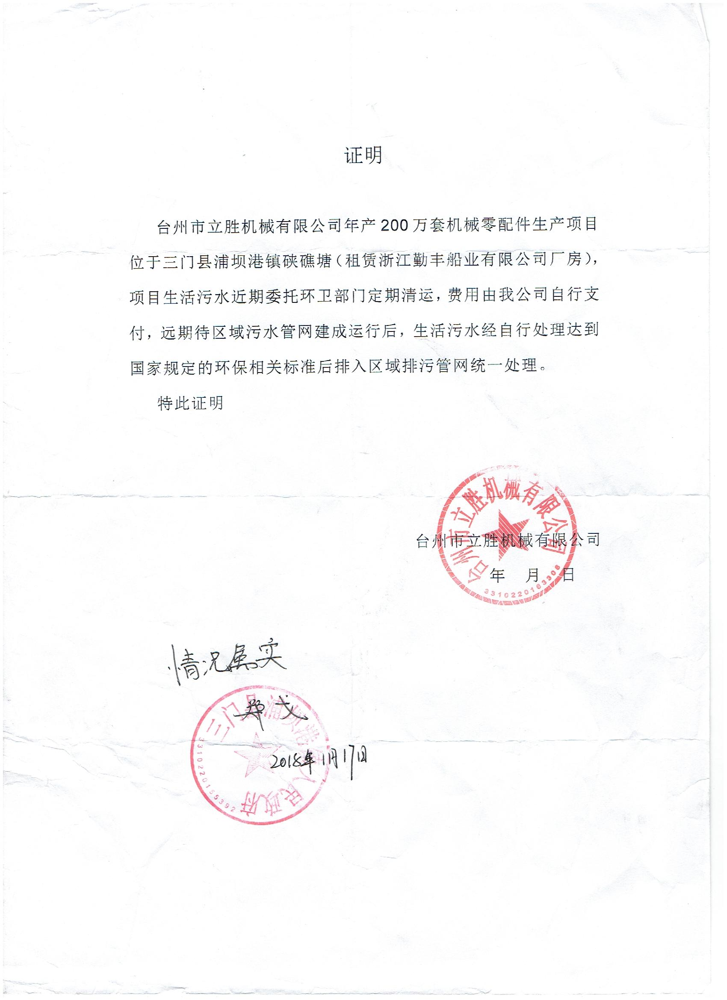 证明
台州市立胜机械有限公司年产 200 万套机械零配件生产项目
位于三门县浦坝港镇硖礁塘（租赁浙江勤丰船业有限公司厂房），
项目生活污水近期委托环卫部门定期清运，费用由我公司自行支
付，远期待区域污水管网建成运行后，生活污水经自行处理达到
国家规定的环保相关标准后排入区域排污管网统一处理。
特此证明
台州市立胜机械有限公司
台州市立胜机械有限公司
年 月 日
3310220163306
情况属实
三门县浦坝港镇人民政府
郑戈
2018年1月17日
3310220155392